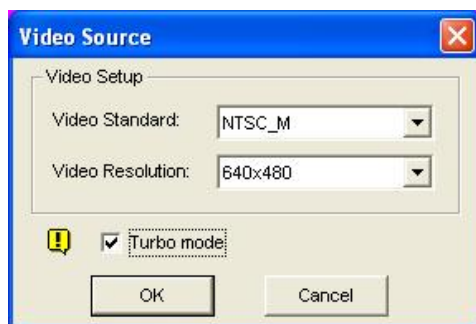 Video Source
Video Setup
Video Standard: NTSC_M
Video Resolution: 640x480
Turbo mode
OK Cancel